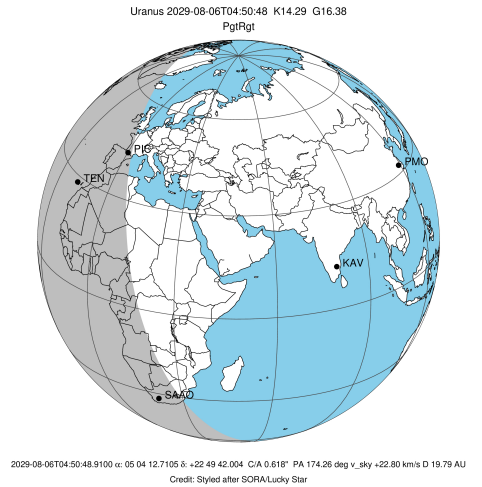 Uranus 2029-08-06T04:50:48 K14.29 G16.38
PgtRgt
PIC
TEN
PMO
KAV
SAAO
2029-08-06T04:50:48.9100 α: 05 04 12.7105 δ: +22 49 42.004 C/A 0.618" PA 174.26 deg v_sky +22.80 km/s D 19.79 AU
Credit: Styled after SORA/Lucky Star